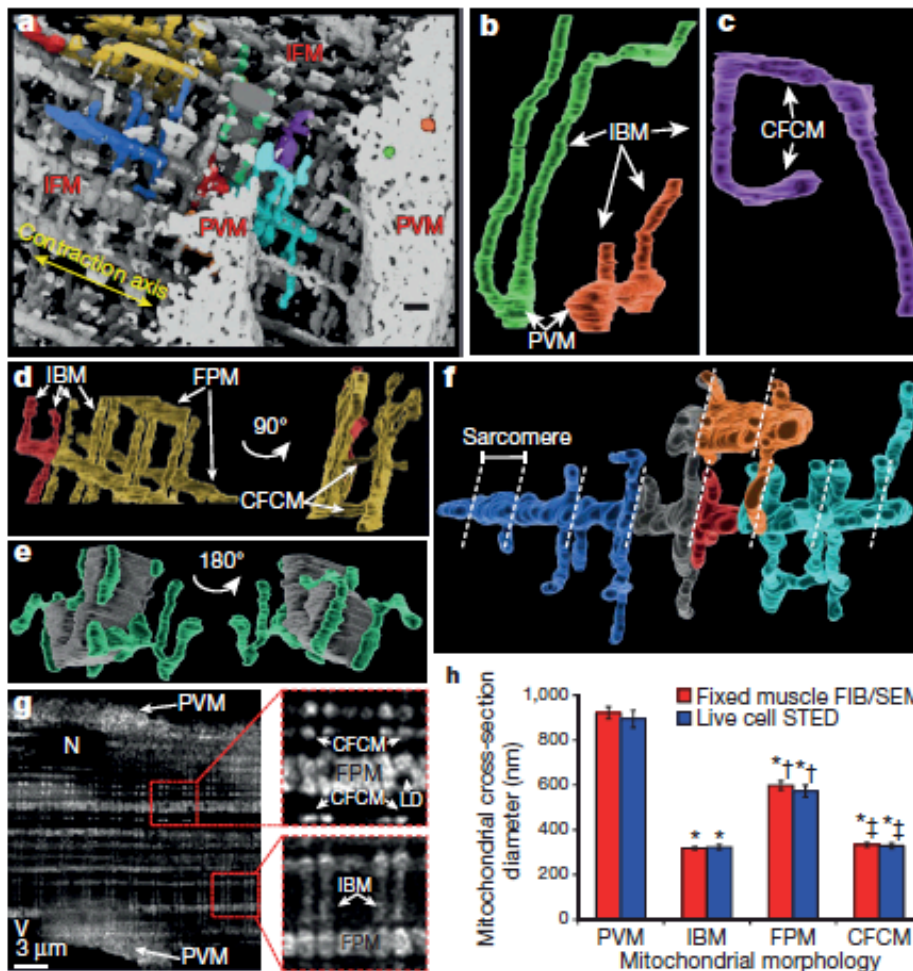 a
IFM
IFM
PVM
PVM
Contraction axis
b
IBM
PVM
c
CFCM
d
IBM
FPM
90°
CFCM
e
180°
f
Sarcomere
g
PVM
N
V
3 μm
PVM
CFCM
FPM
CFCM
LD
IBM
FPM
h
Mitochondrial cross-section
diameter (nm)
1,000
800
600
400
200
0
Fixed muscle FIB/SEM
Live cell STED
* *
*† *†
*‡ *‡
PVM IBM FPM CFCM
Mitochondrial morphology